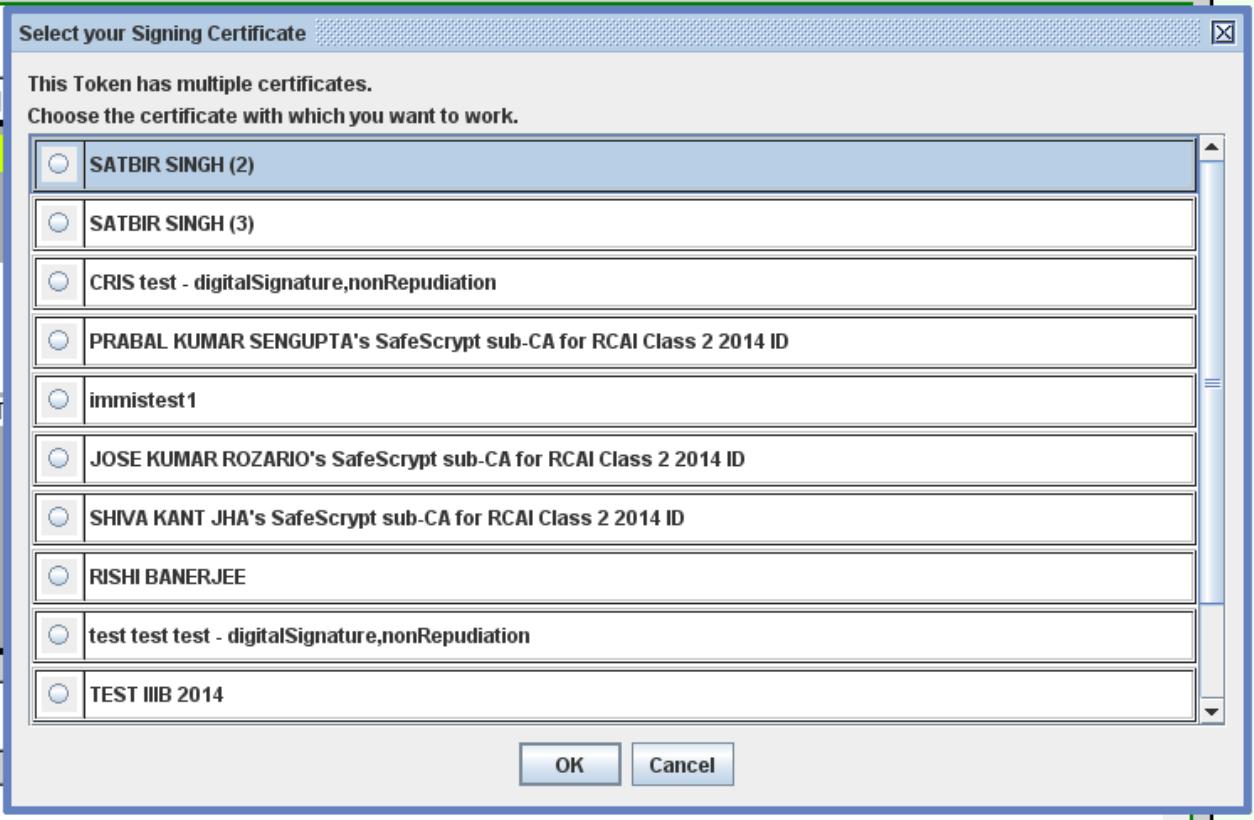 Select your Signing Certificate
This Token has multiple certificates.
Choose the certificate with which you want to work.
SATBIR SINGH (2)
SATBIR SINGH (3)
CRIS test - digitalSignature,nonRepudiation
PRABAL KUMAR SENGUPTA's SafeScrypt sub-CA for RCAI Class 2 2014 ID
immistest1
JOSE KUMAR ROZARIO's SafeScrypt sub-CA for RCAI Class 2 2014 ID
SHIVA KANT JHA's SafeScrypt sub-CA for RCAI Class 2 2014 ID
RISHI BANERJEE
test test test - digitalSignature,nonRepudiation
TEST IIIB 2014
OK Cancel